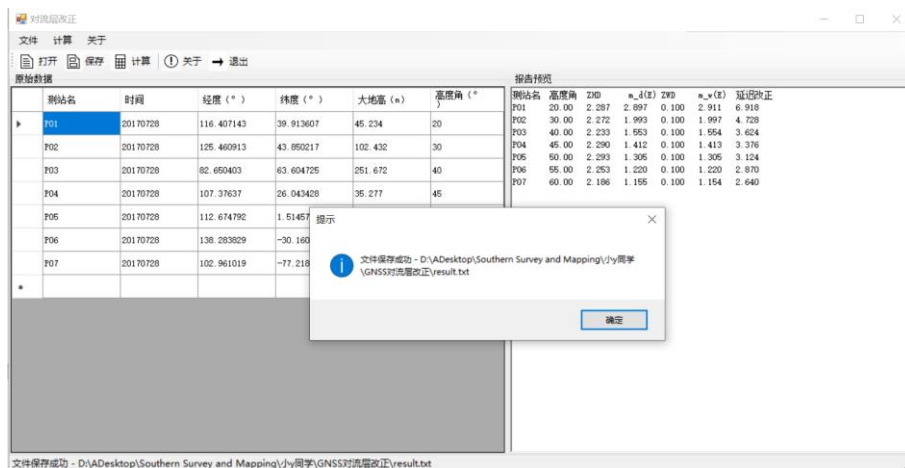 对流层改正
文件 计算 关于
打开 保存 计算 关于 退出
原始数据
测站名 时间 经度(°) 纬度(°) 大地高(m) 高度角(°)
P01 20170728 116.407143 39.913607 45.234 20
P02 20170728 125.460913 43.850217 102.432 30
P03 20170728 82.650403 63.604725 251.672 40
P04 20170728 107.37637 26.043428 35.277 45
P05 20170728 112.674792 1.51457
P06 20170728 138.283829 -30.160
P07 20170728 102.961019 -77.218
*
报告预览
测站名 高度角 ZHD m_d(E) ZWD m_w(E) 延迟改正
P01 20.00 2.287 2.897 0.100 2.911 6.918
P02 30.00 2.272 1.993 0.100 1.997 4.728
P03 40.00 2.233 1.553 0.100 1.554 3.624
P04 45.00 2.290 1.412 0.100 1.413 3.376
P05 50.00 2.293 1.305 0.100 1.305 3.124
P06 55.00 2.253 1.220 0.100 1.220 2.870
P07 60.00 2.186 1.155 0.100 1.154 2.640
提示
文件保存成功 - D:\ADesktop\Southern Survey and Mapping\小y同学
\GNSS对流层改正\result.txt
确定
文件保存成功 - D:\ADesktop\Southern Survey and Mapping\小y同学\GNSS对流层改正\result.txt